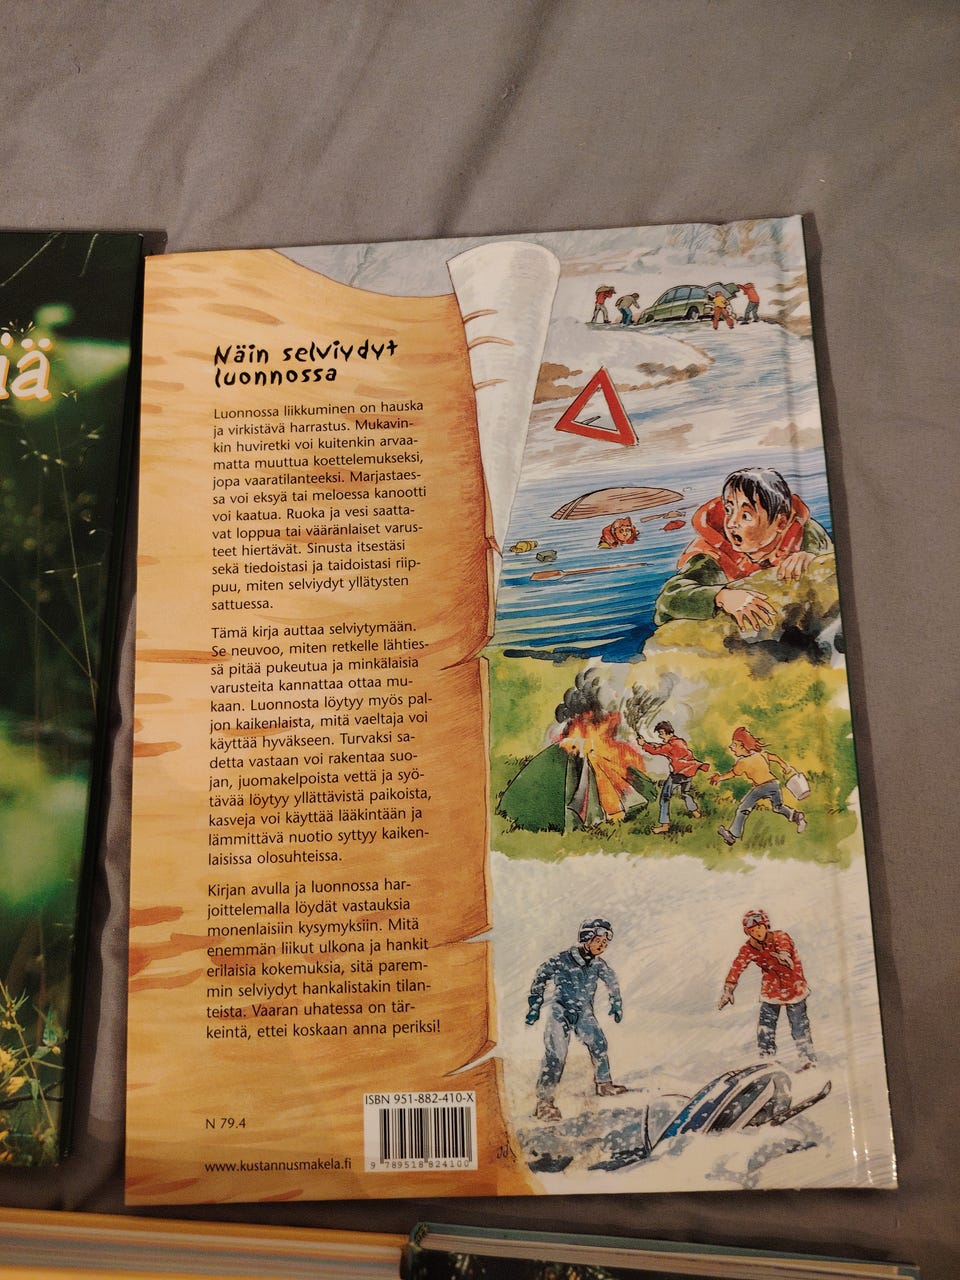 iä
Näin selviydyt
luonnossa
Luonnossa liikkuminen on hauska
ja virkistävä harrastus. Mukavin-
kin huviretki voi kuitenkin arvaa-
matta muuttua koettelemukseksi,
jopa vaaratilanteeksi. Marjastaes-
sa voi eksyä tai meloessa kanootti
voi kaatua. Ruoka ja vesi saatta-
vat loppua tai vääränlaiset varus-
teet hiertävät. Sinusta itsestäsi
sekä tiedoistasi ja taidoistasi riip-
puu, miten selviydyt yllätysten
sattuessa.
Tämä kirja auttaa selviytymään.
Se neuvoo, miten retkelle lähties-
sä pitää pukeutua ja minkälaisia
varusteita kannattaa ottaa mu-
kaan. Luonnosta löytyy myös pal-
jon kaikenlaista, mitä vaeltaja voi
käyttää hyväkseen. Turvaksi sa-
detta vastaan voi rakentaa suo-
jan, juomakelpoista vettä ja syö-
tävää löytyy yllättävistä paikoista,
kasveja voi käyttää lääkintään ja
lämmittävä nuotio syttyy kaiken-
laisissa olosuhteissa.
Kirjan avulla ja luonnossa har-
joittelemalla löydät vastauksia
monenlaisiin kysymyksiin. Mitä
enemmän liikut ulkona ja hankit
erilaisia kokemuksia, sitä parem-
min selviydyt hankalistakin tilan-
teista. Vaaran uhatessa on tär-
keintä, ettei koskaan anna periksi!
ISBN 951-882-410-X
N 79.4
www.kustannusmakela.fi
9 789518 824100